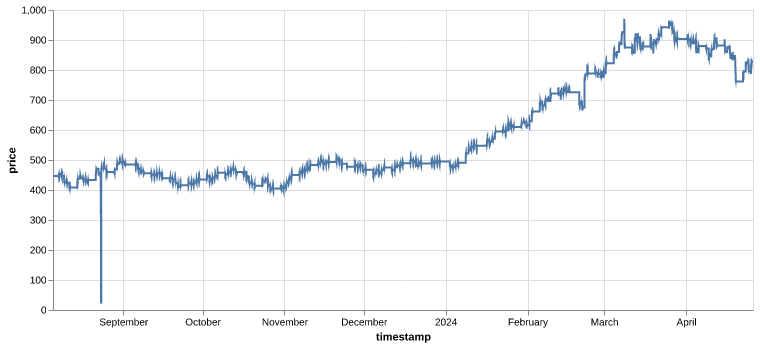 1,000
900
800
700
600
500
400
300
200
100
0
price
September
October
November
December
2024
February
March
April
timestamp